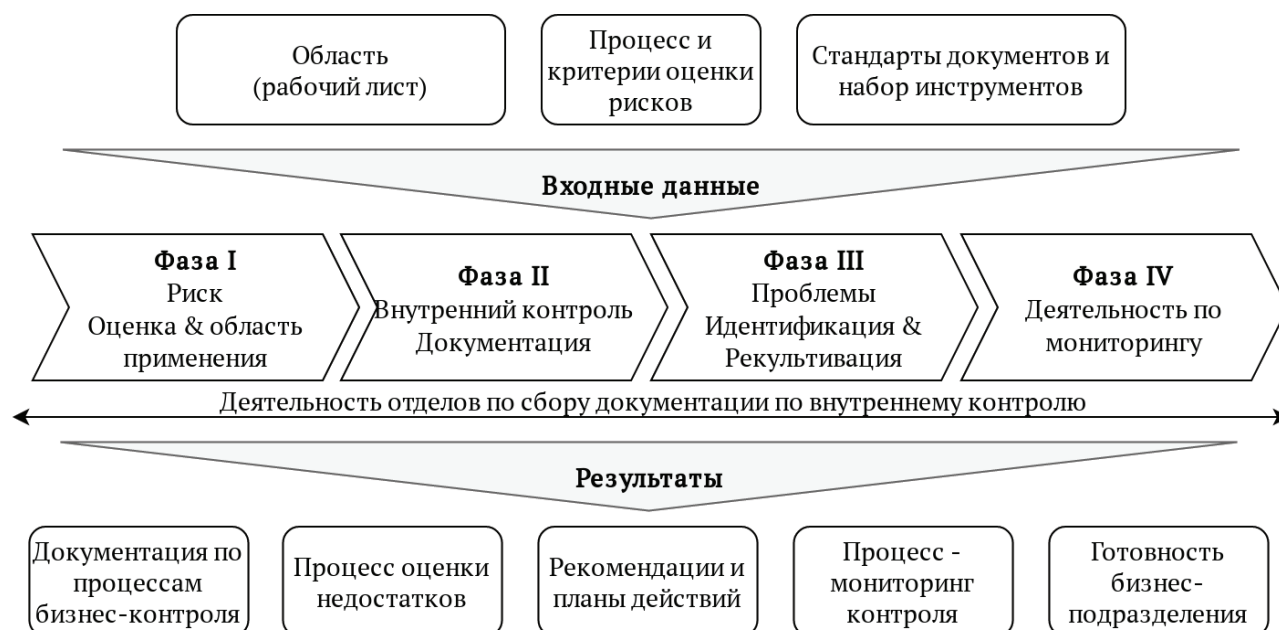 Область
(рабочий лист)
Процесс и
критерии оценки
рисков
Стандарты документов и
набор инструментов
Входные данные
Фаза I
Риск
Оценка & область
применения
Фаза II
Внутренний контроль
Документация
Фаза III
Проблемы
Идентификация &
Рекультивация
Фаза IV
Деятельность по
мониторингу
Деятельность отделов по сбору документации по внутреннему контролю
Результаты
Документация по
процессам
бизнес-контроля
Процесс оценки
недостатков
Рекомендации и
планы действий
Процесс -
мониторинг
контроля
Готовность
бизнес-
подразделения